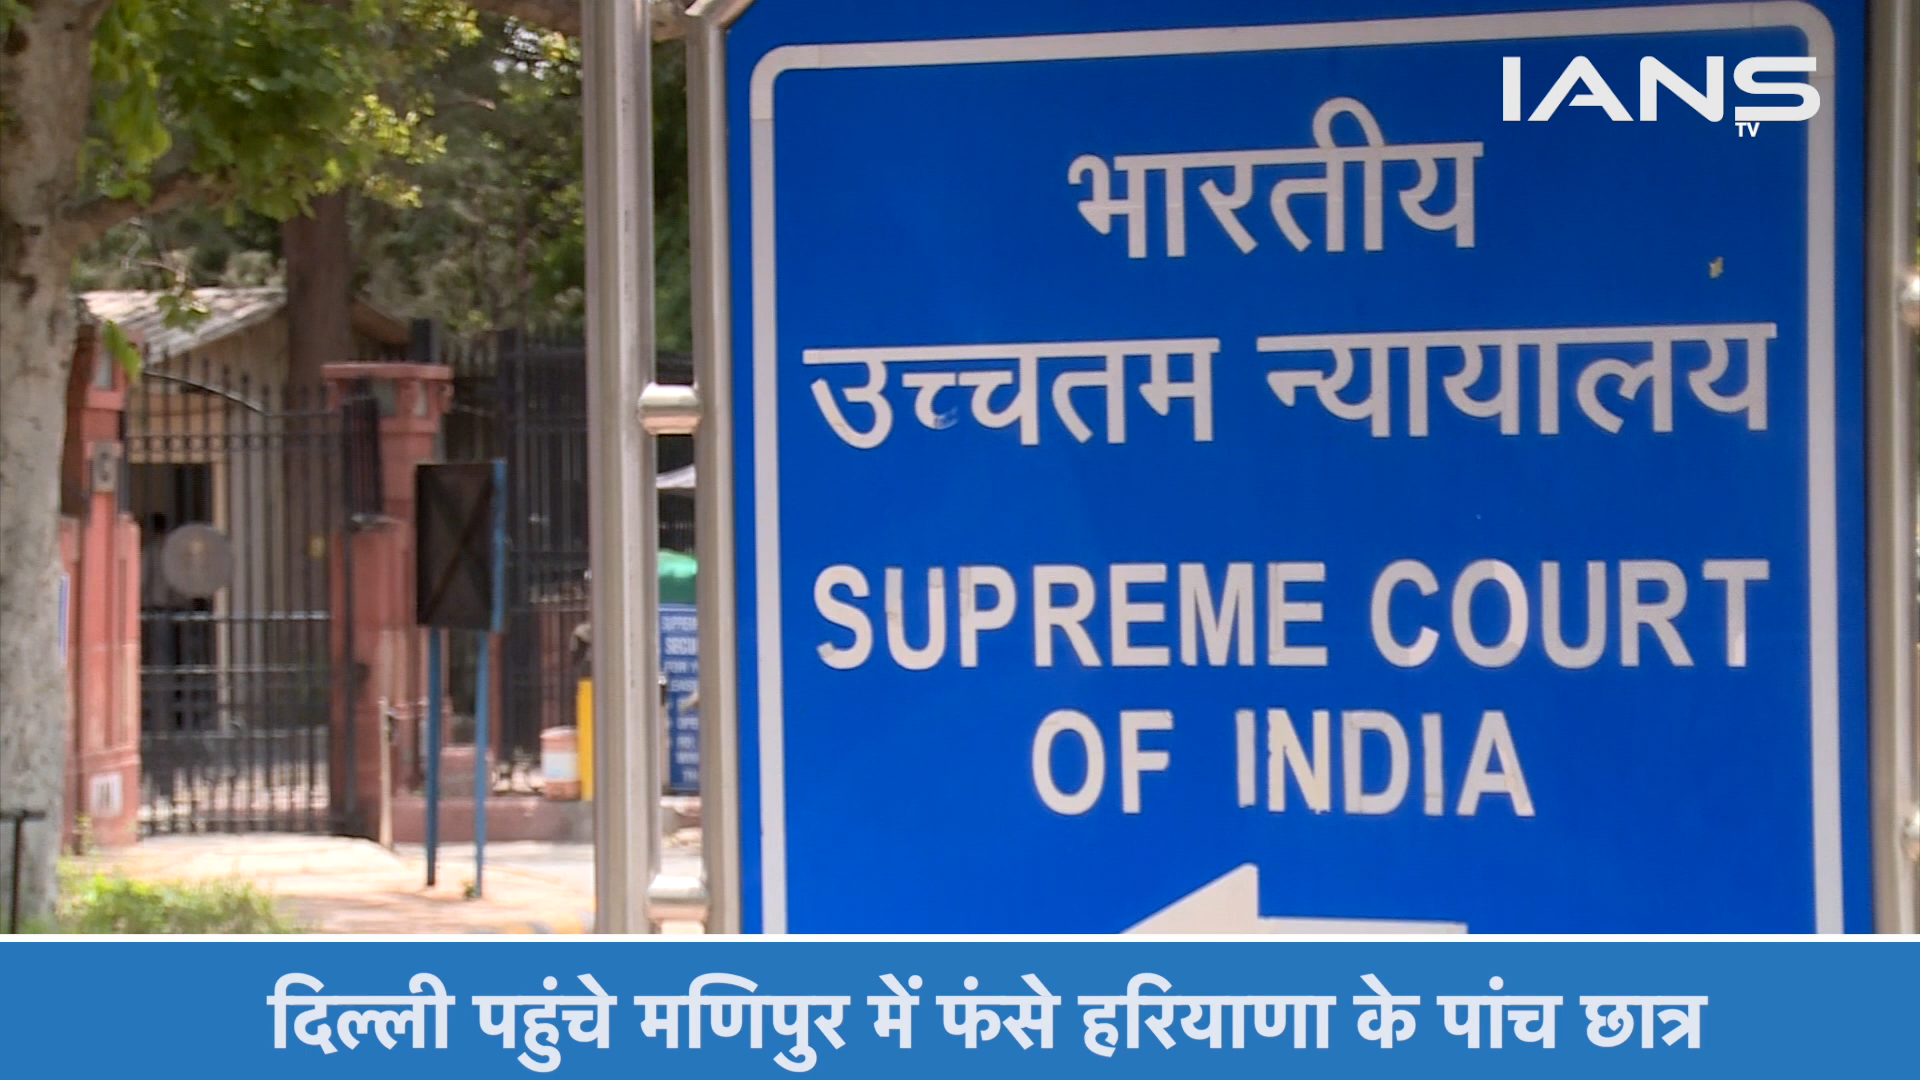 IANS
TV
भारतीय
उच्चतम न्यायालय
SUPREME COURT
OF INDIA
दिल्ली पहुंचे मणिपुर में फंसे हरियाणा के पांच छात्र